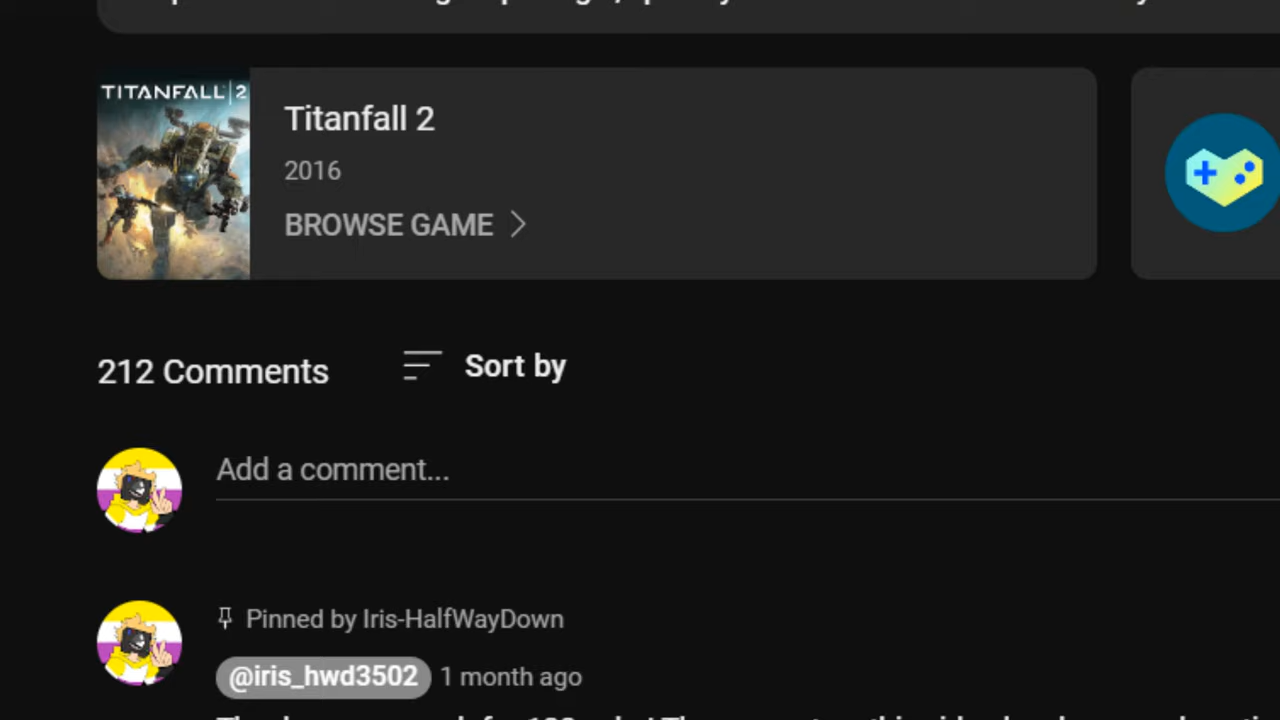 TITANFALL|2
Titanfall 2
2016
BROWSE GAME
212 Comments
Sort by
Add a comment...
Pinned by Iris-HalfWayDown
@iris_hwd3502 1 month ago